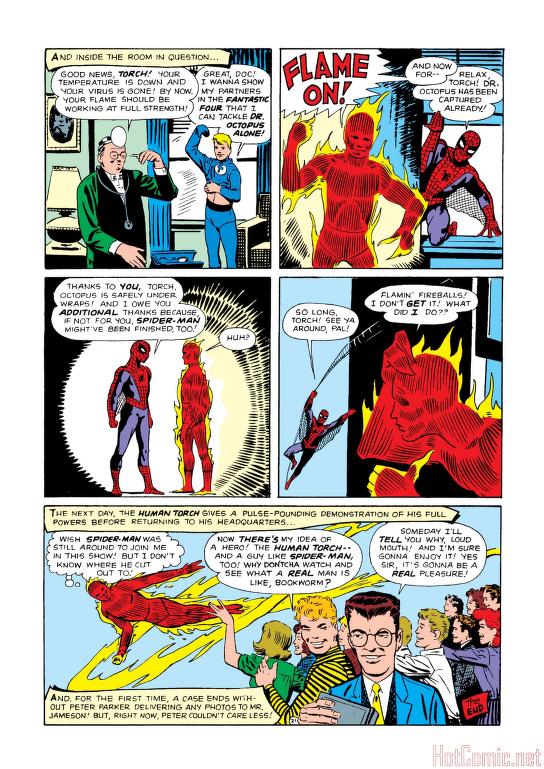 AND INSIDE THE ROOM IN QUESTION...
GOOD NEWS, TORCH! YOUR
TEMPERATURE IS DOWN AND
YOUR VIRUS IS GONE! BY NOW,
YOUR FLAME SHOULD BE
WORKING AT FULL STRENGTH!
GREAT, DOC!
I WANNA SHOW
MY PARTNERS
IN THE FANTASTIC
FOUR THAT I
CAN TACKLE DR.
OCTOPUS
ALONE!
FLAME
ON!
AND NOW
FOR--
RELAX,
TORCH! DR.
OCTOPUS HAS BEEN
CAPTURED
ALREADY!
THANKS TO YOU, TORCH,
OCTOPUS IS SAFELY UNDER
WRAPS! AND I OWE YOU
ADDITIONAL THANKS BECAUSE,
IF NOT FOR YOU, SPIDER-MAN
MIGHT'VE BEEN FINISHED, TOO!
HUH?
SO LONG,
TORCH! SEE YA
AROUND, PAL!
FLAMIN' FIREBALLS!
I DON'T GET IT! WHAT
DID I DO??
THE NEXT DAY, THE HUMAN TORCH GIVES A PULSE-POUNDING DEMONSTRATION OF HIS FULL
POWERS BEFORE RETURNING TO HIS HEADQUARTERS...
WISH SPIDER-MAN WAS
STILL AROUND TO JOIN ME
IN THIS SHOW! BUT I DON'T
KNOW WHERE HE CUT
OUT TO!
NOW THERE'S MY IDEA OF
A HERO! THE HUMAN TORCH--
AND A GUY LIKE SPIDER-MAN,
TOO! WHY DON'TCHA WATCH AND
SEE WHAT A REAL MAN IS
LIKE, BOOKWORM?
SOMEDAY I'LL
TELL YOU WHY, LOUD
MOUTH! AND I'M SURE
GONNA ENJOY IT! YES
SIR, IT'S GONNA BE A
REAL PLEASURE!
AND, FOR THE FIRST TIME, A CASE ENDS WITH-
OUT PETER PARKER DELIVERING ANY PHOTOS TO MR.
JAMESON! BUT, RIGHT NOW, PETER COULDN'T CARE LESS!
21
THE
END
HotComic.net